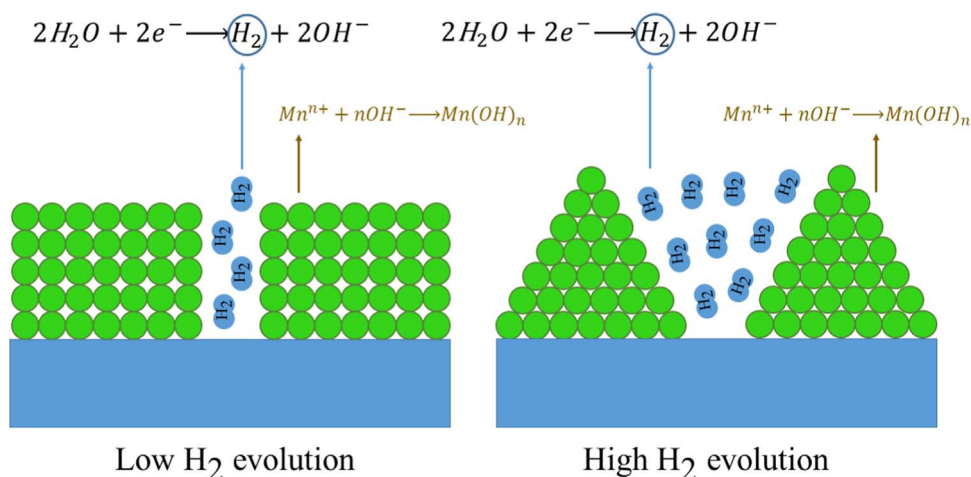 2H₂O + 2e⁻ ⟶ H₂ + 2OH⁻
2H₂O + 2e⁻ ⟶ H₂ + 2OH⁻
Mnⁿ⁺ + nOH⁻ ⟶ Mn(OH)ₙ
Mnⁿ⁺ + nOH⁻ ⟶ Mn(OH)ₙ
H₂
H₂
H₂
H₂
H₂
H₂
H₂
H₂
H₂
H₂
H₂
H₂
H₂
Low H₂ evolution
High H₂ evolution